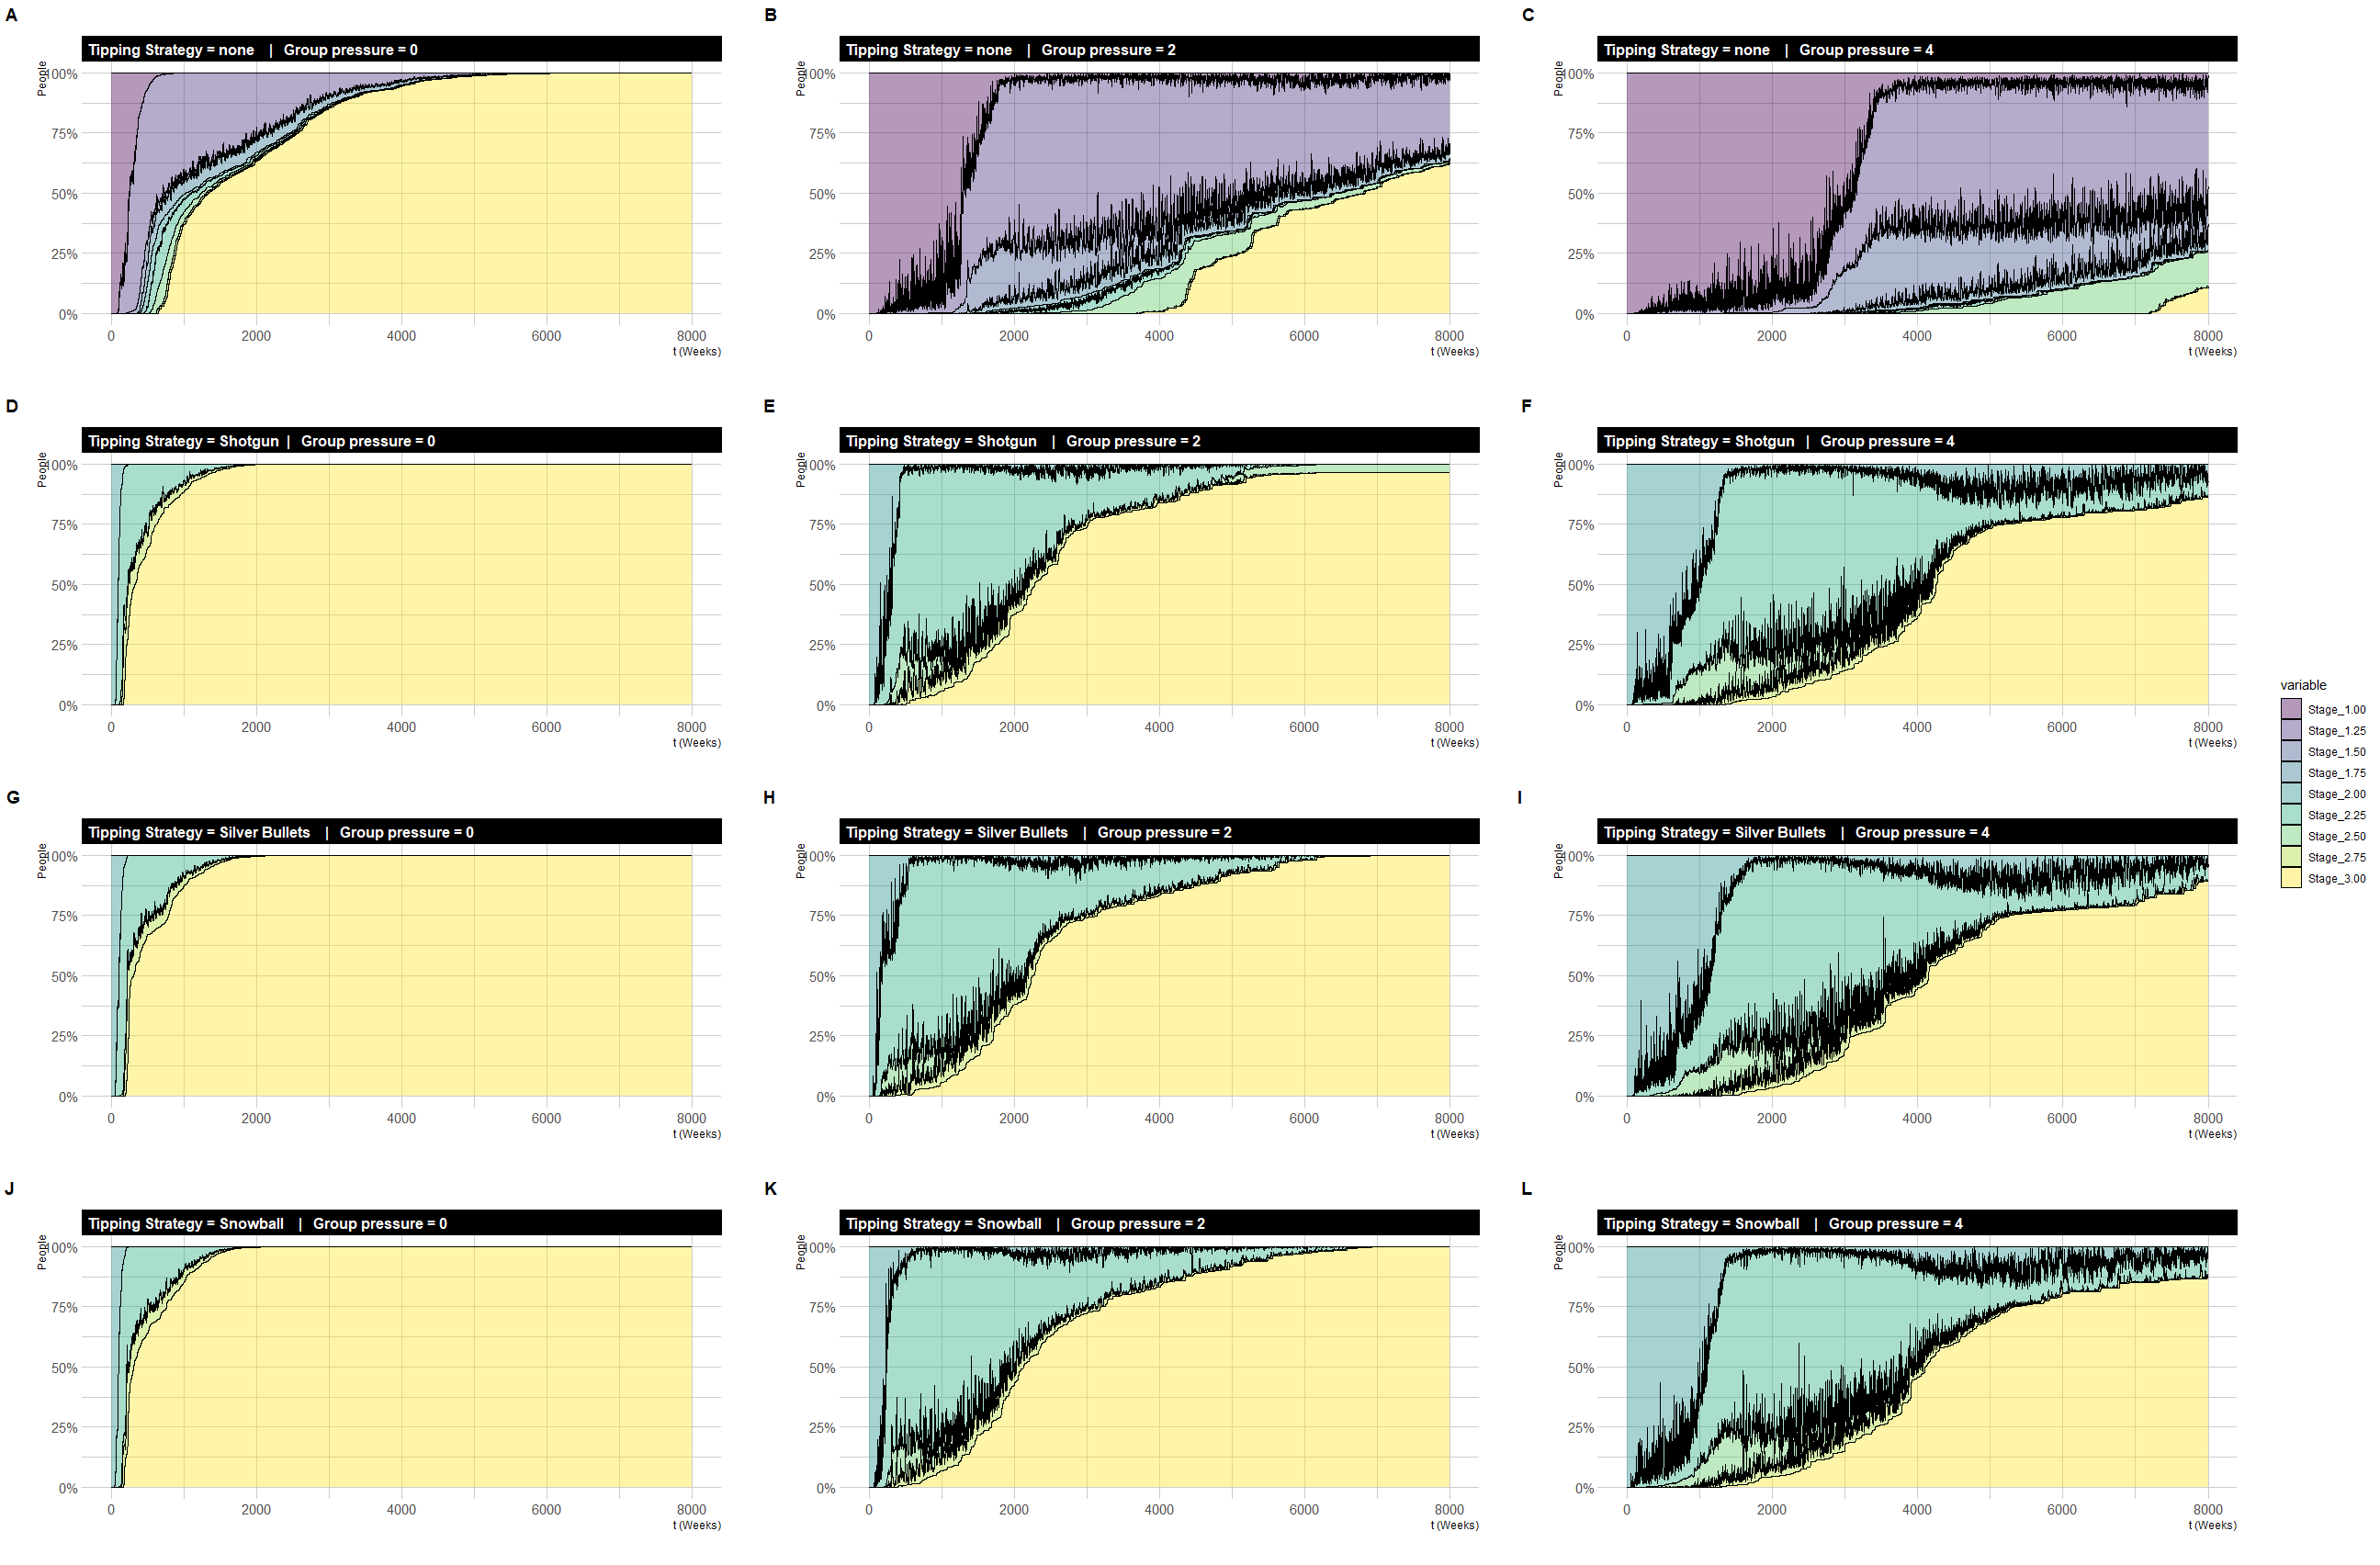 A
Tipping Strategy = none | Group pressure = 0
People
100%
75%
50%
25%
0%
0 2000 4000 6000 8000
t (Weeks)
B
Tipping Strategy = none | Group pressure = 2
People
100%
75%
50%
25%
0%
0 2000 4000 6000 8000
t (Weeks)
C
Tipping Strategy = none | Group pressure = 4
People
100%
75%
50%
25%
0%
0 2000 4000 6000 8000
t (Weeks)
D
Tipping Strategy = Shotgun | Group pressure = 0
People
100%
75%
50%
25%
0%
0 2000 4000 6000 8000
t (Weeks)
E
Tipping Strategy = Shotgun | Group pressure = 2
People
100%
75%
50%
25%
0%
0 2000 4000 6000 8000
t (Weeks)
F
Tipping Strategy = Shotgun | Group pressure = 4
People
100%
75%
50%
25%
0%
0 2000 4000 6000 8000
t (Weeks)
G
Tipping Strategy = Silver Bullets | Group pressure = 0
People
100%
75%
50%
25%
0%
0 2000 4000 6000 8000
t (Weeks)
H
Tipping Strategy = Silver Bullets | Group pressure = 2
People
100%
75%
50%
25%
0%
0 2000 4000 6000 8000
t (Weeks)
I
Tipping Strategy = Silver Bullets | Group pressure = 4
People
100%
75%
50%
25%
0%
0 2000 4000 6000 8000
t (Weeks)
J
Tipping Strategy = Snowball | Group pressure = 0
People
100%
75%
50%
25%
0%
0 2000 4000 6000 8000
t (Weeks)
K
Tipping Strategy = Snowball | Group pressure = 2
People
100%
75%
50%
25%
0%
0 2000 4000 6000 8000
t (Weeks)
L
Tipping Strategy = Snowball | Group pressure = 4
People
100%
75%
50%
25%
0%
0 2000 4000 6000 8000
t (Weeks)
variable
Stage_1.00
Stage_1.25
Stage_1.50
Stage_1.75
Stage_2.00
Stage_2.25
Stage_2.50
Stage_2.75
Stage_3.00